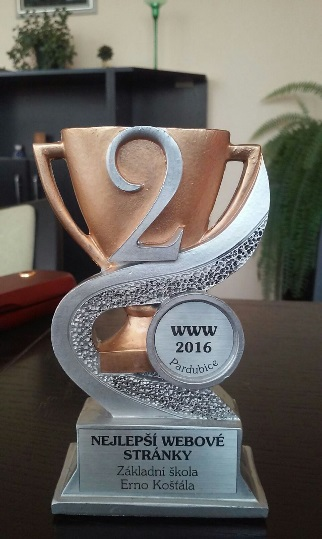 2
www
2016
Pardubice
NEJLEPŠÍ WEBOVÉ
STRÁNKY
Základní škola
Erno Košťála